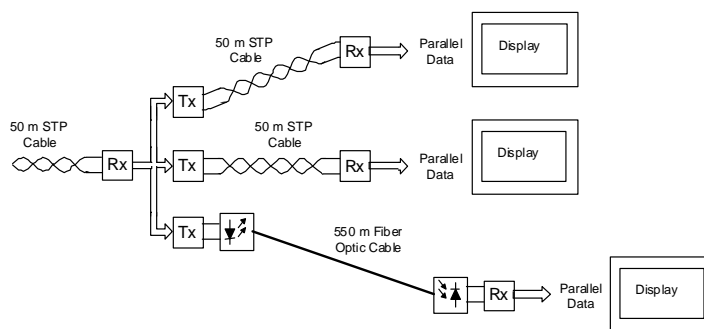 50 m STP
Cable
Rx
Parallel
Data
Display
Tx
50 m STP
Cable
Rx
Tx
50 m STP
Cable
Rx
Parallel
Data
Display
Tx
550 m Fiber
Optic Cable
Rx
Parallel
Data
Display